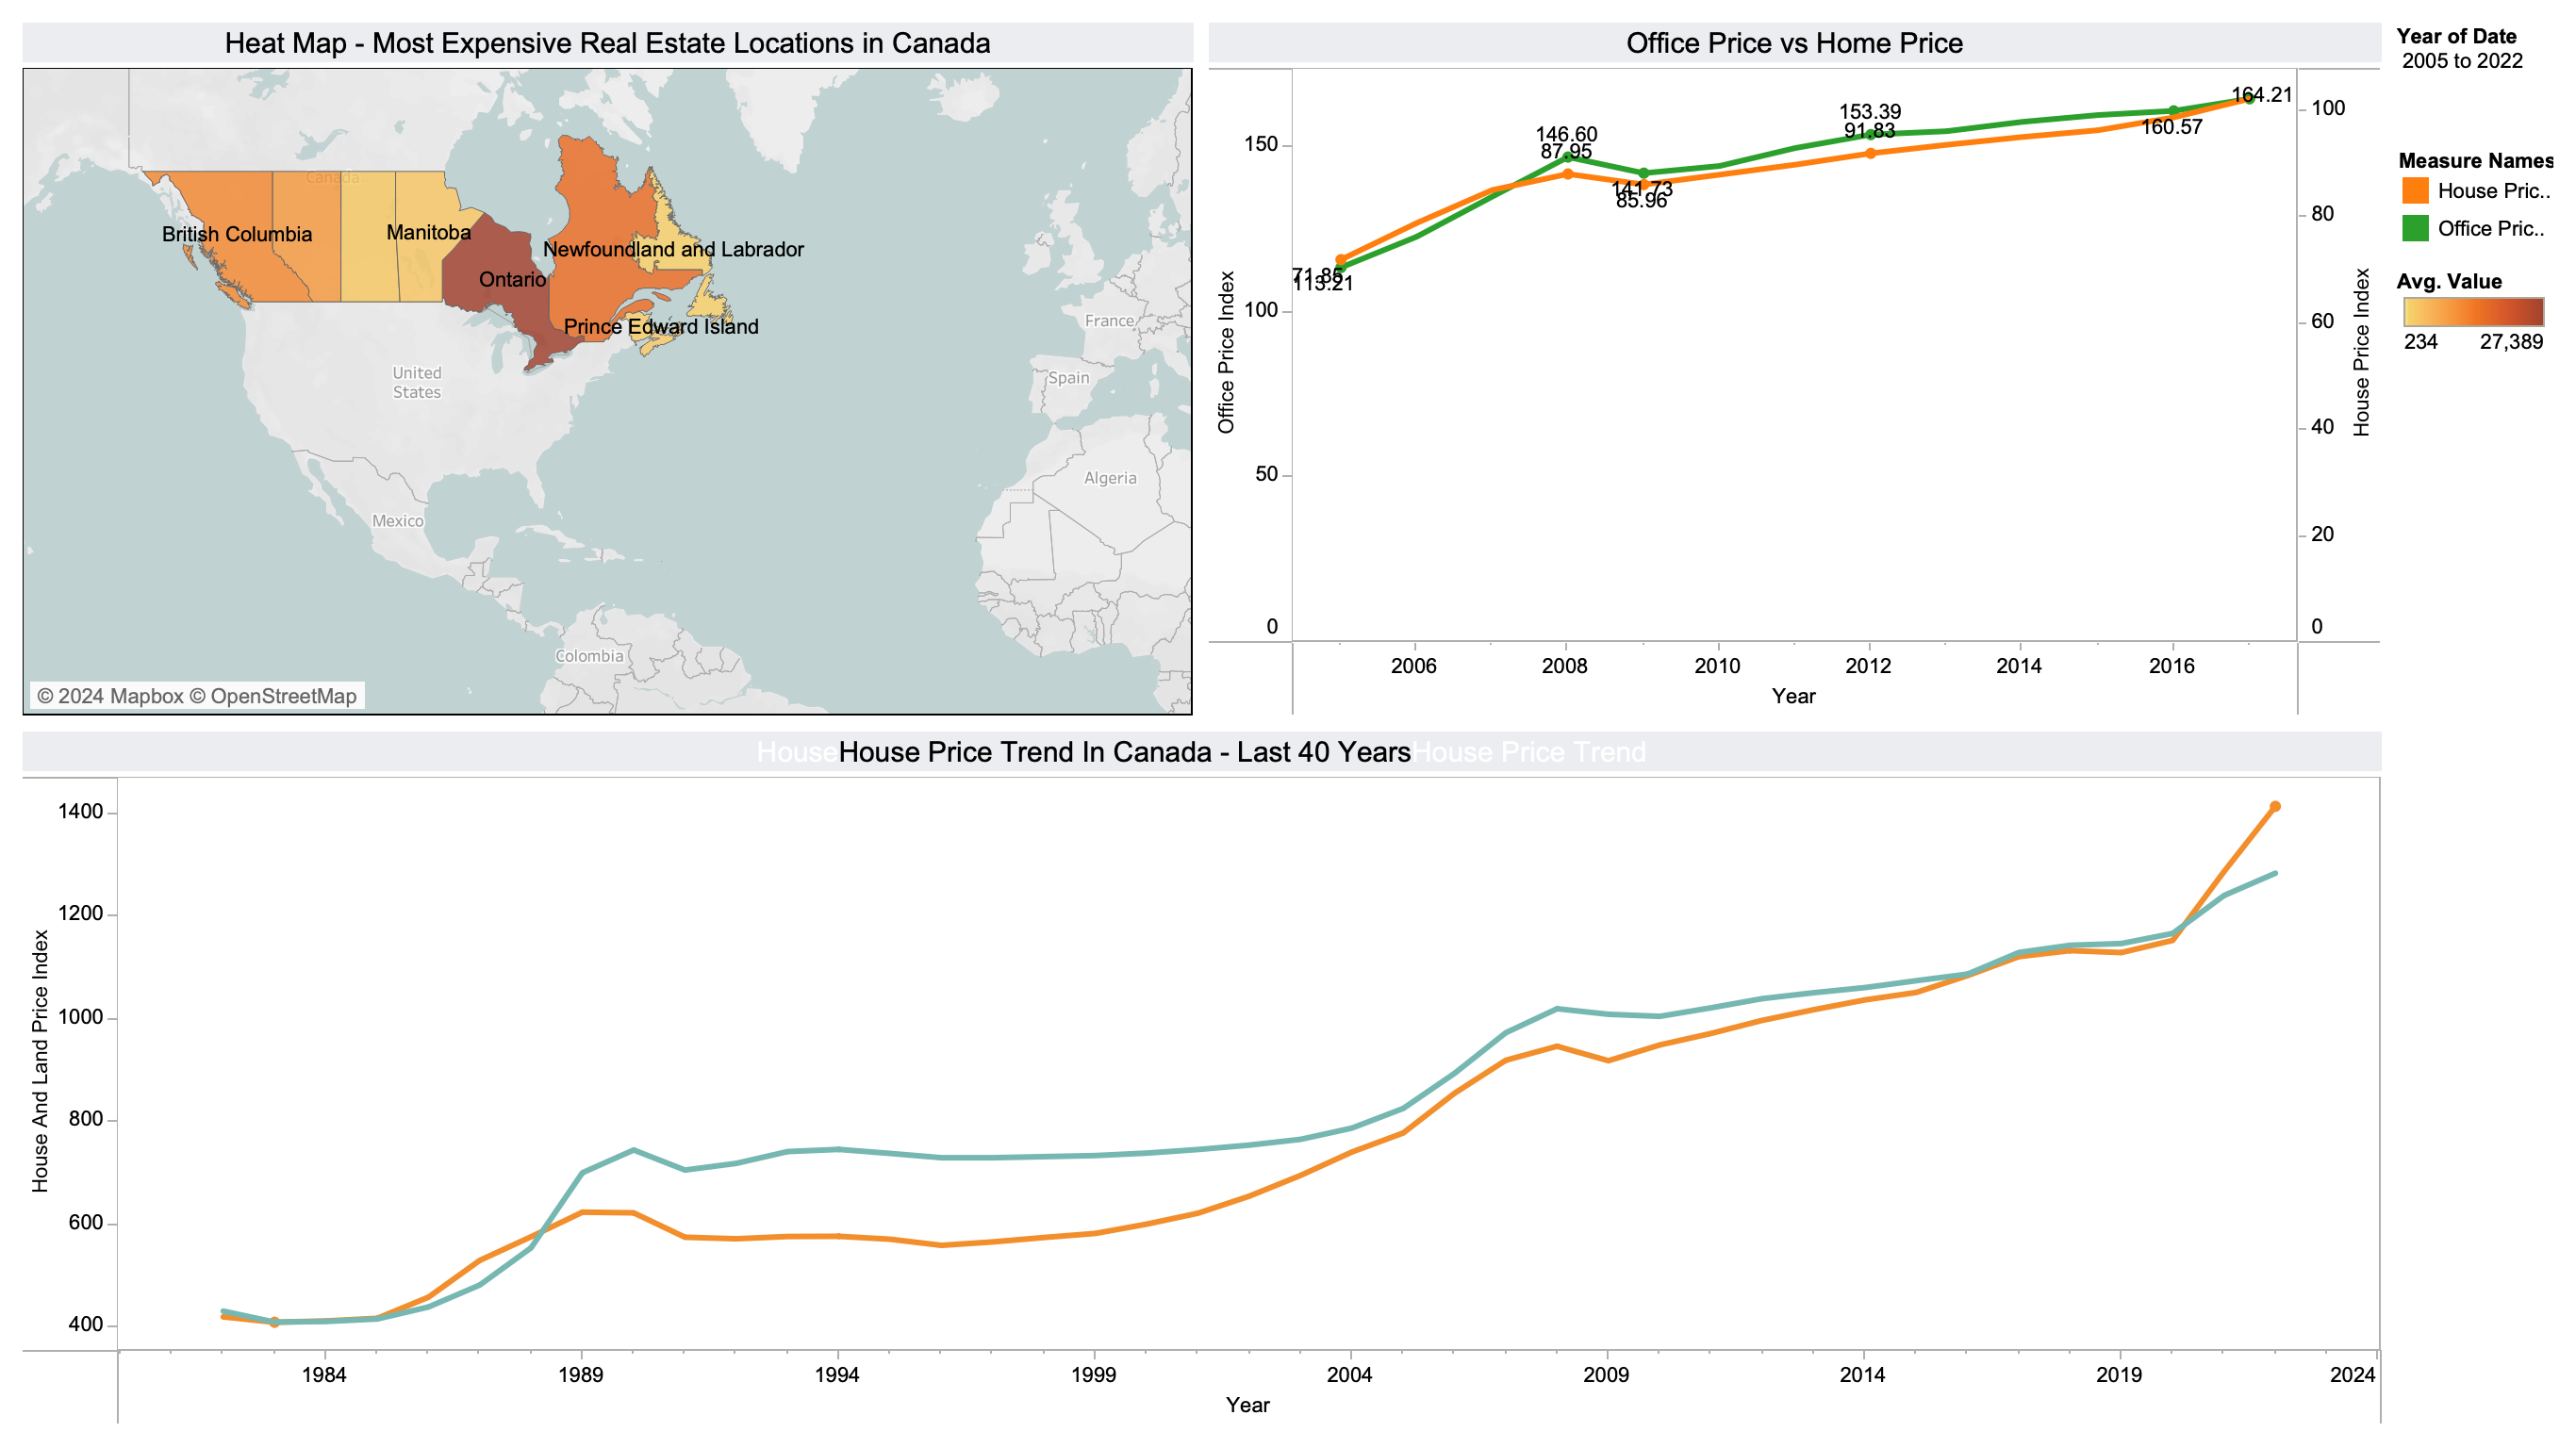 Heat Map - Most Expensive Real Estate Locations in Canada
Canada
British Columbia
Manitoba
Newfoundland and Labrador
Ontario
Prince Edward Island
United
States
Mexico
Colombia
France
Spain
Algeria
© 2024 Mapbox © OpenStreetMap
Office Price vs Home Price
Office Price Index
150
100
50
0
164.21
153.39
91.83
160.57
146.60
87.95
141.73
85.96
71.85
113.21
100
80
60
40
20
0
House Price Index
2006 2008 2010 2012 2014 2016
Year
Year of Date
2005 to 2022
Measure Names
House Pric..
Office Pric..
Avg. Value
234 27,389
HouseHouse Price Trend In Canada - Last 40 YearsHouse Price Trend
House And Land Price Index
1400
1200
1000
800
600
400
1984 1989 1994 1999 2004 2009 2014 2019 2024
Year